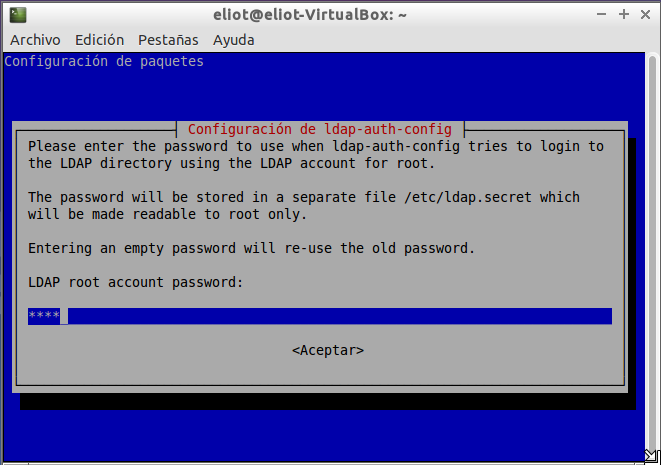 eliot@eliot-VirtualBox: ~
Archivo Edición Pestañas Ayuda
Configuración de paquetes
Configuración de ldap-auth-config
Please enter the password to use when ldap-auth-config tries to login to
the LDAP directory using the LDAP account for root.
The password will be stored in a separate file /etc/ldap.secret which
will be made readable to root only.
Entering an empty password will re-use the old password.
LDAP root account password:
****
<Aceptar>